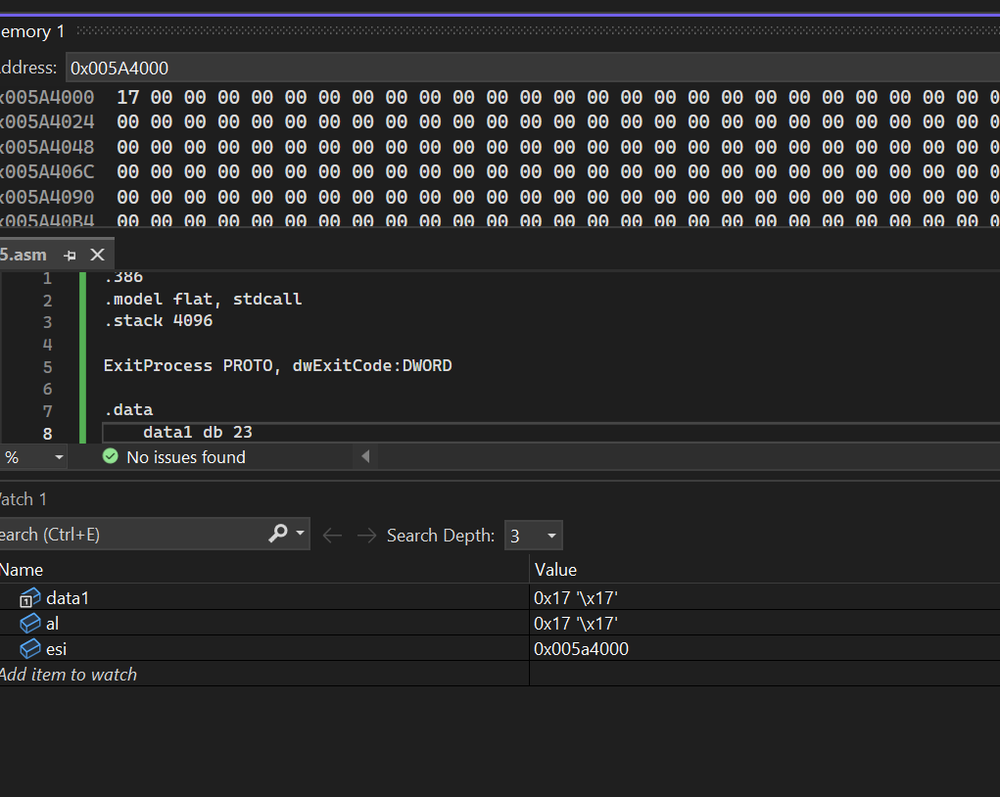 emory 1
ddress: 0x005A4000
x005A4000 17 00 00 00 00 00 00 00 00 00 00 00 00 00 00 00 00 00 00 00 00 00 00 00 00 00 0
x005A4024 00 00 00 00 00 00 00 00 00 00 00 00 00 00 00 00 00 00 00 00 00 00 00 00 00 00 0
x005A4048 00 00 00 00 00 00 00 00 00 00 00 00 00 00 00 00 00 00 00 00 00 00 00 00 00 00 0
x005A406C 00 00 00 00 00 00 00 00 00 00 00 00 00 00 00 00 00 00 00 00 00 00 00 00 00 00 0
x005A4090 00 00 00 00 00 00 00 00 00 00 00 00 00 00 00 00 00 00 00 00 00 00 00 00 00 00 0
x005A40B4 00 00 00 00 00 00 00 00 00 00 00 00 00 00 00 00 00 00 00 00 00 00 00 00 00 00 0
5.asm
1 .386
2 .model flat, stdcall
3 .stack 4096
4
5 ExitProcess PROTO, dwExitCode:DWORD
6
7 .data
8 data1 db 23
% No issues found
atch 1
earch (Ctrl+E) Search Depth: 3
Name Value
data1 0x17 '\x17'
al 0x17 '\x17'
esi 0x005a4000
Add item to watch